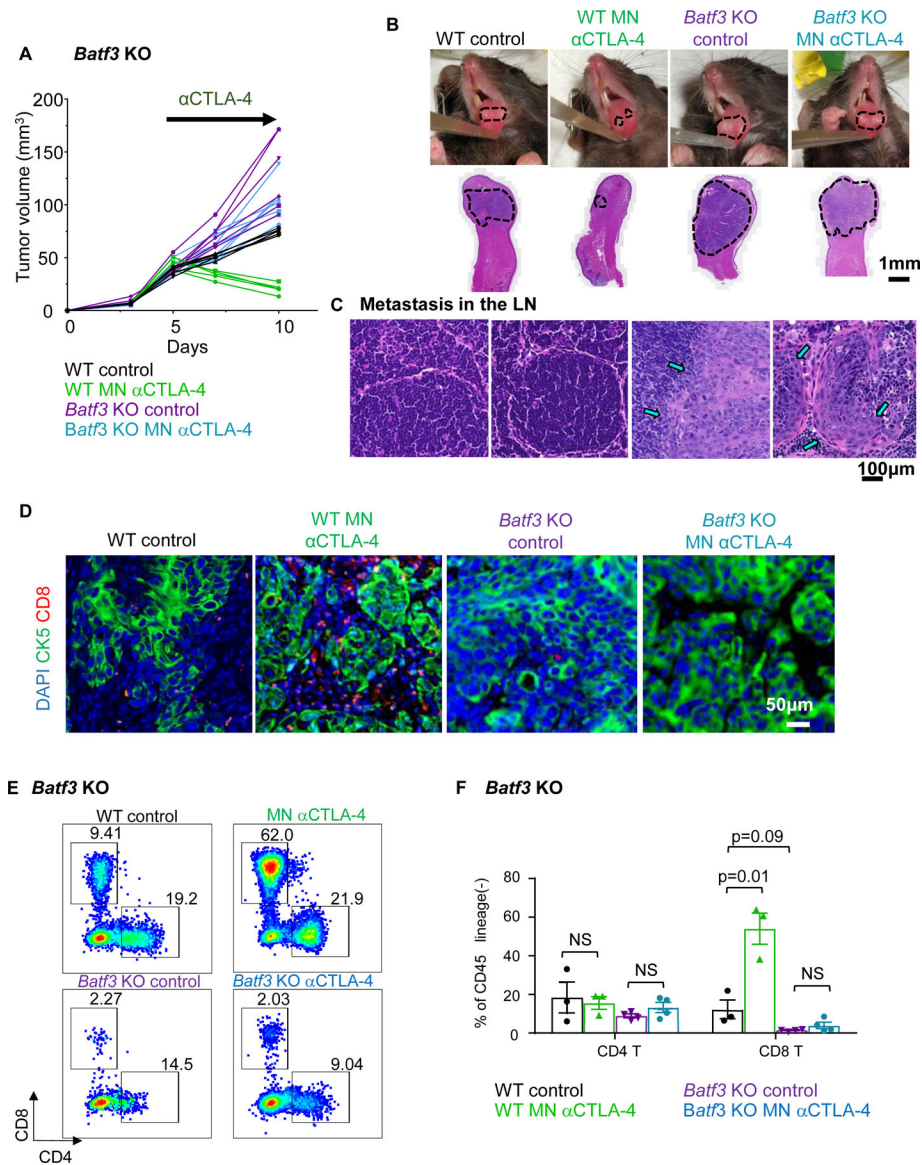 A Batf3 KO
αCTLA-4
200
150
100
50
0
Tumor volume (mm3)
0 5 10
Days
WT control
WT MN αCTLA-4
Batf3 KO control
Batf3 KO MN αCTLA-4
B
WT control
WT MN
αCTLA-4
Batf3 KO
control
Batf3 KO
MN αCTLA-4
1mm
C Metastasis in the LN
100μm
D
WT control
WT MN
αCTLA-4
Batf3 KO
control
Batf3 KO
MN αCTLA-4
DAPI CK5 CD8
50μm
E Batf3 KO
WT control
9.41
19.2
MN αCTLA-4
62.0
21.9
Batf3 KO control
2.27
14.5
Batf3 KO αCTLA-4
2.03
9.04
CD8
CD4
F Batf3 KO
% of CD45 lineage(-)
80
60
40
20
0
NS
NS
p=0.09
p=0.01
NS
CD4 T
CD8 T
WT control
WT MN αCTLA-4
Batf3 KO control
Batf3 KO MN αCTLA-4